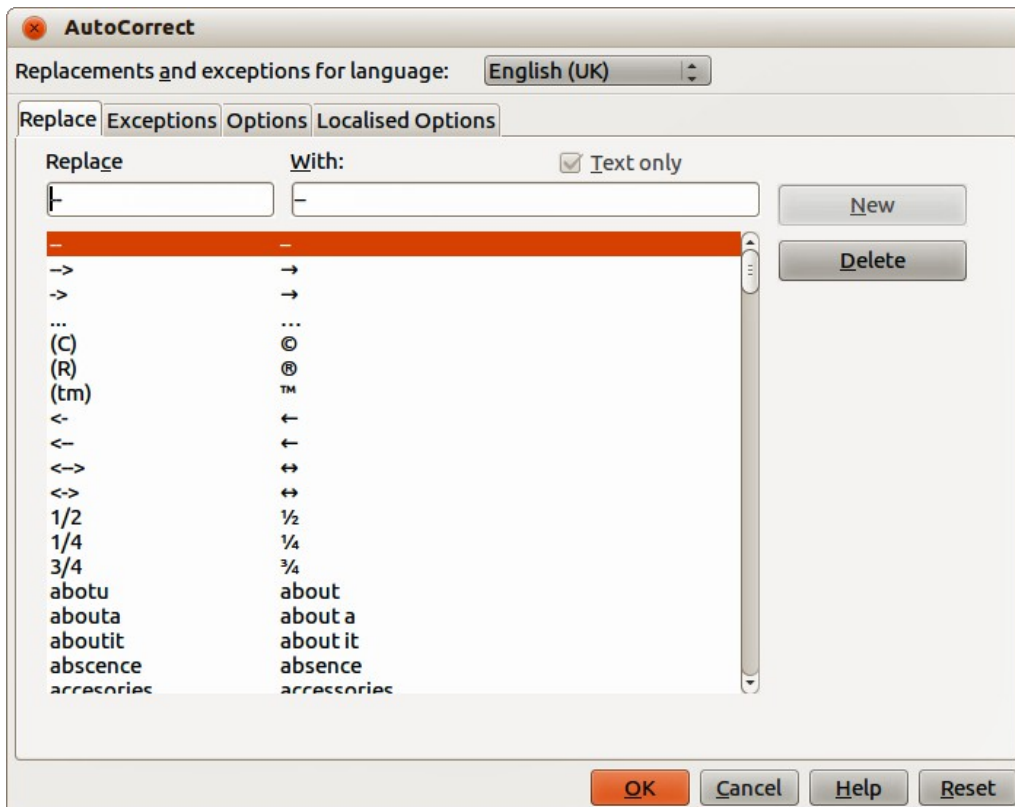 AutoCorrect
Replacements and exceptions for language: English (UK)
Replace Exceptions Options Localised Options
Replace With: Text only
– –
New
– –
Delete
–> →
-> →
... …
(C) ©
(R) ®
(tm) ™
<- ←
<– ←
<–> ↔
<-> ↔
1/2 ½
1/4 ¼
3/4 ¾
abotu about
abouta about a
aboutit about it
abscence absence
accesories accessories
OK Cancel Help Reset